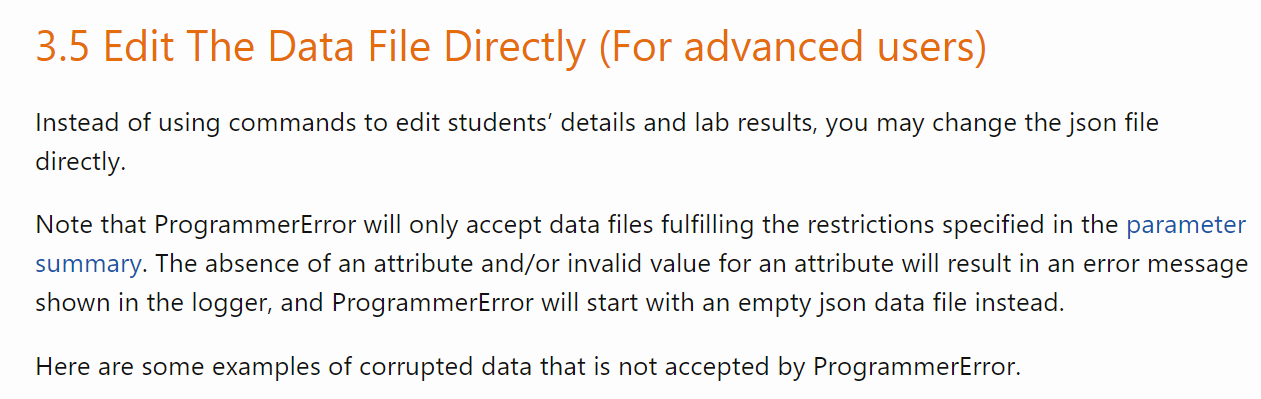 3.5 Edit The Data File Directly (For advanced users)
Instead of using commands to edit students’ details and lab results, you may change the json file
directly.
Note that ProgrammerError will only accept data files fulfilling the restrictions specified in the parameter
summary. The absence of an attribute and/or invalid value for an attribute will result in an error message
shown in the logger, and ProgrammerError will start with an empty json data file instead.
Here are some examples of corrupted data that is not accepted by ProgrammerError.